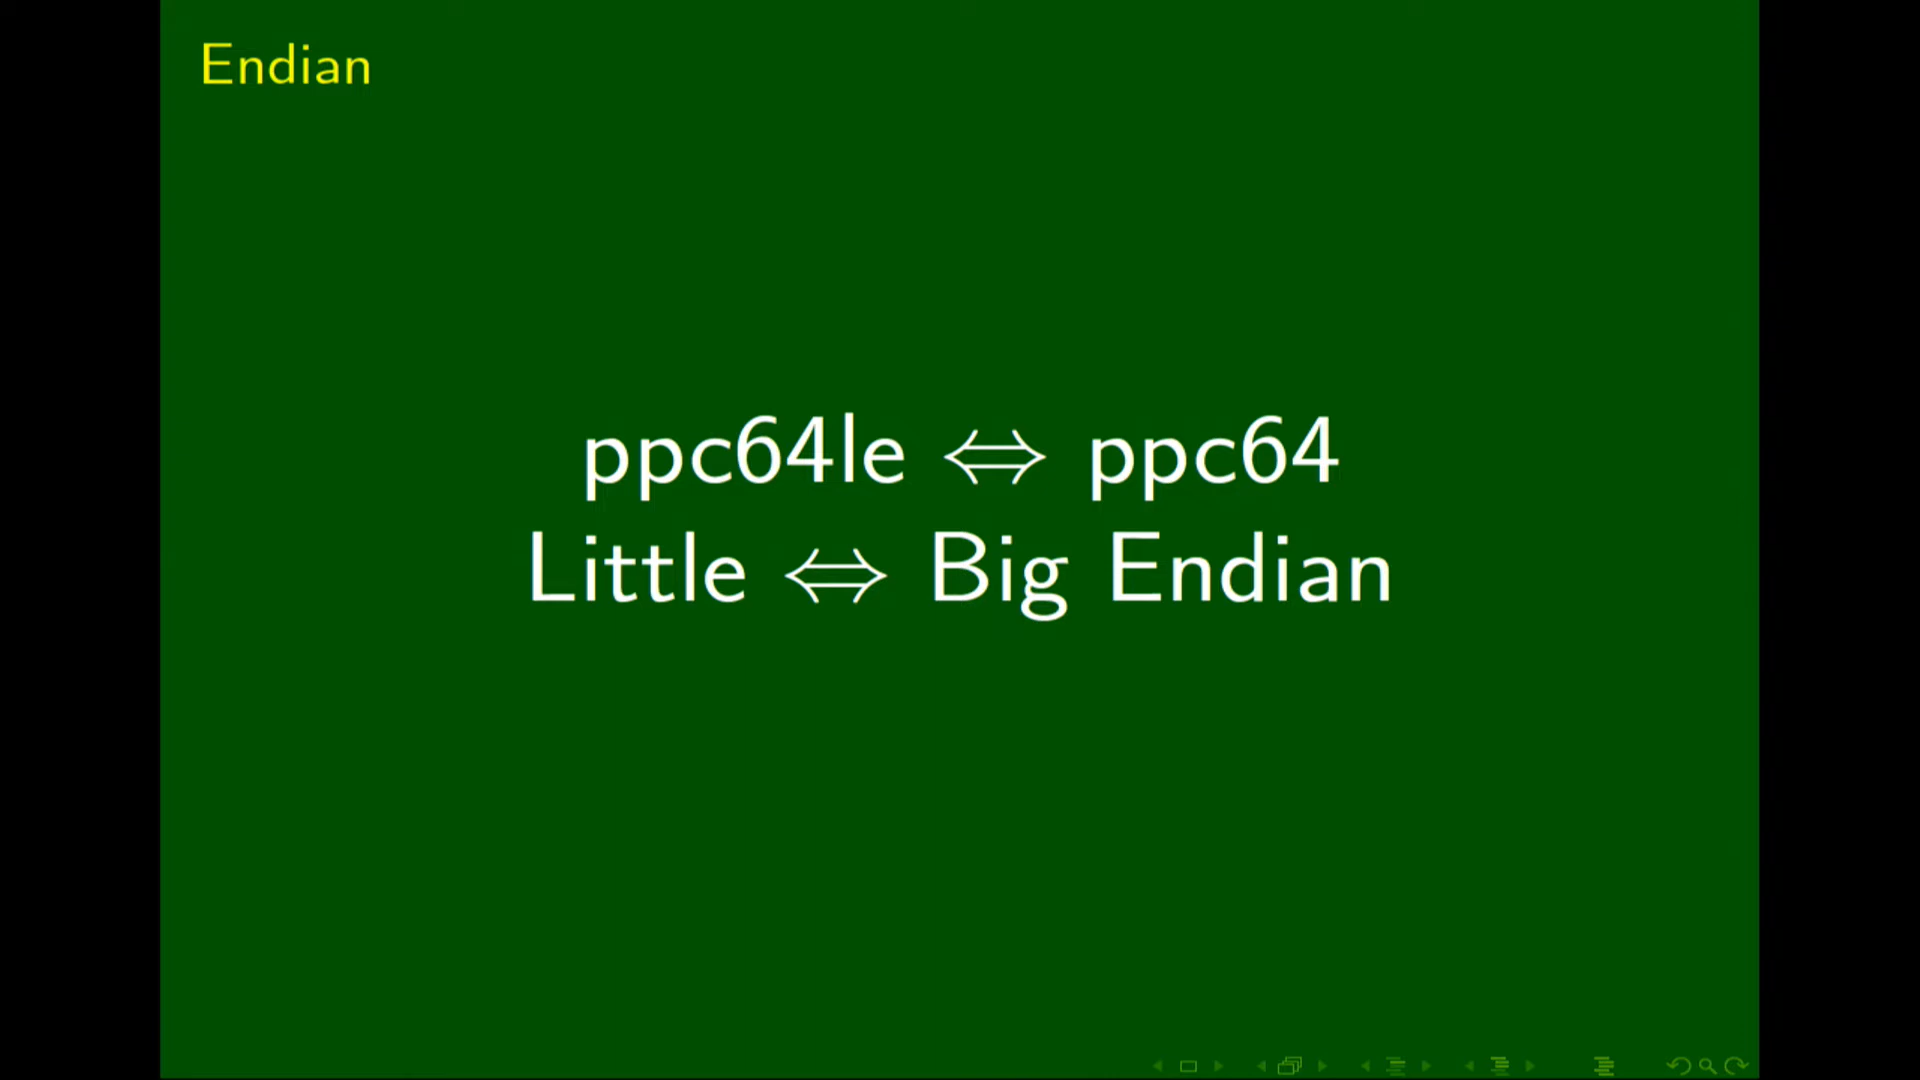 Endian
ppc64le ⇔ ppc64
Little ⇔ Big Endian